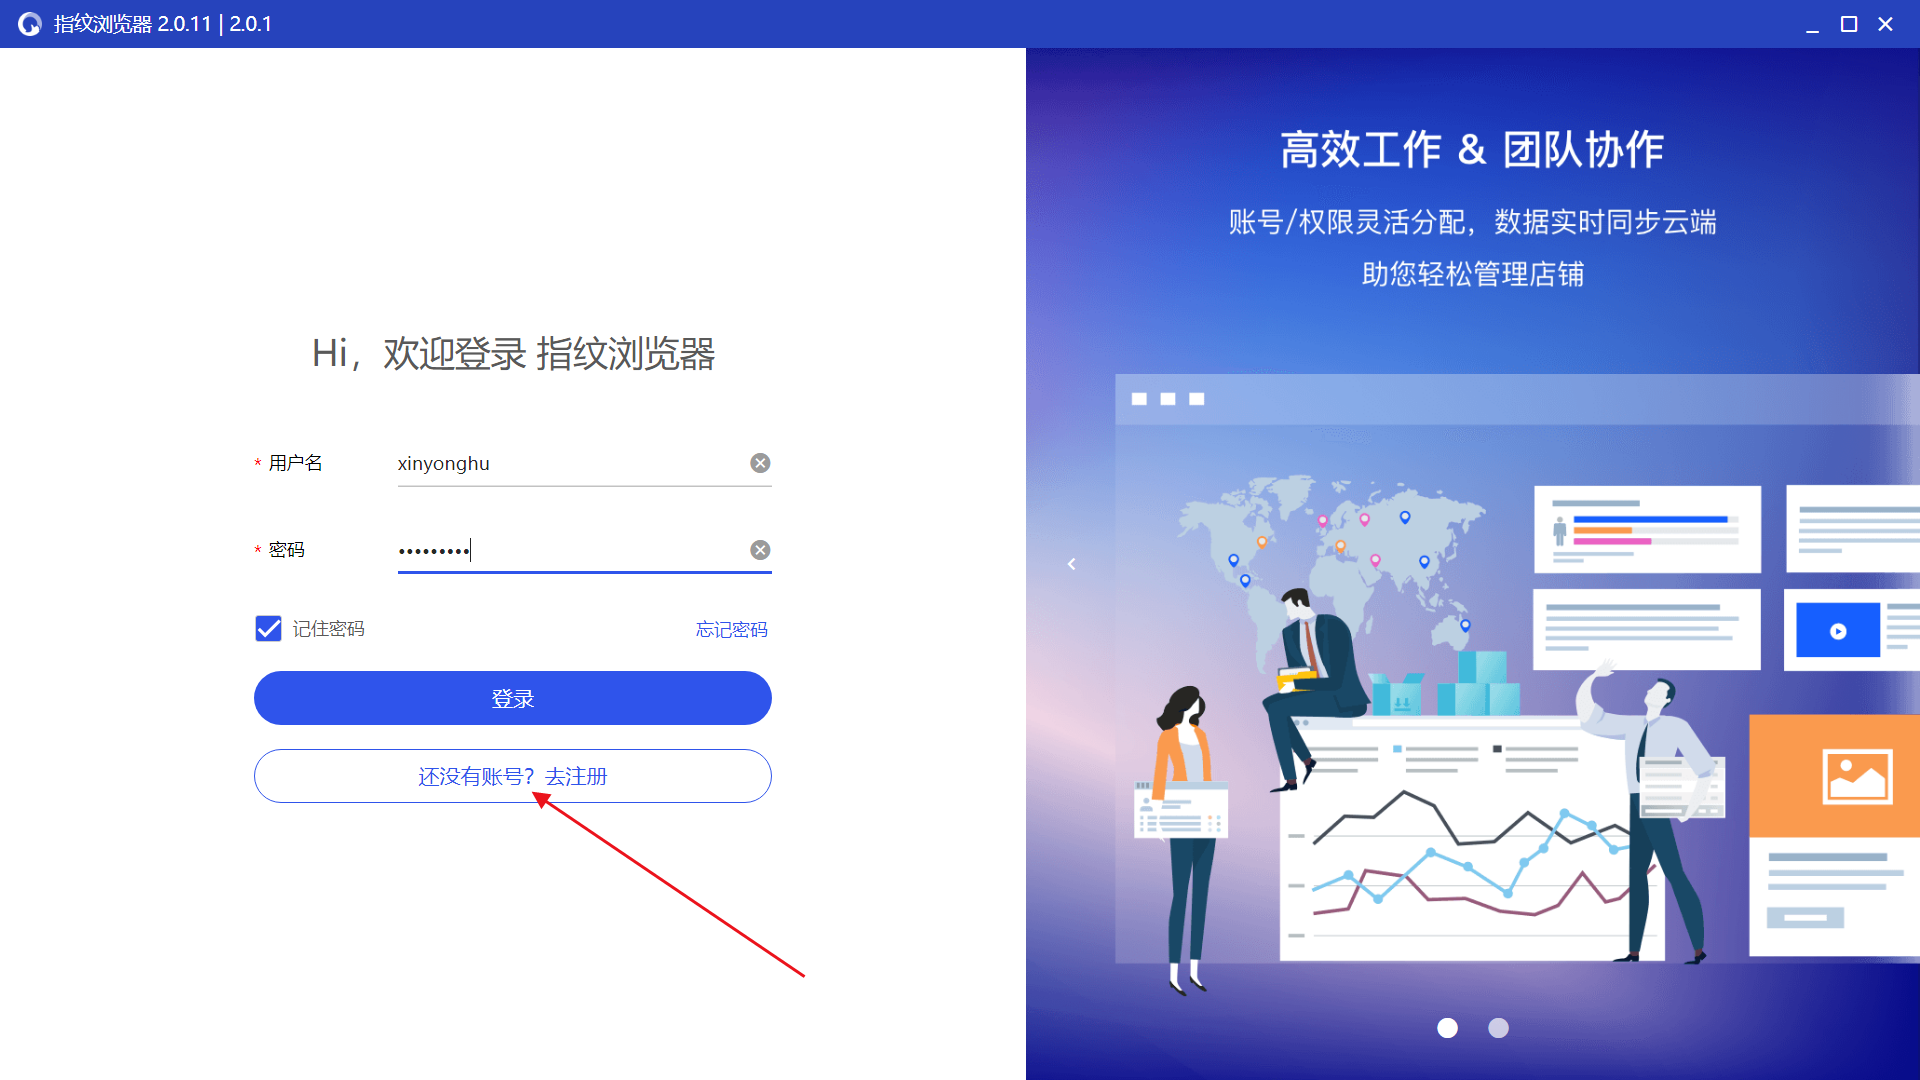 指纹浏览器 2.0.11 | 2.0.1
Hi，欢迎登录 指纹浏览器
* 用户名 xinyonghu
* 密码 •••••••••
记住密码 忘记密码
登录
还没有账号？去注册
高效工作 & 团队协作
账号/权限灵活分配，数据实时同步云端
助您轻松管理店铺